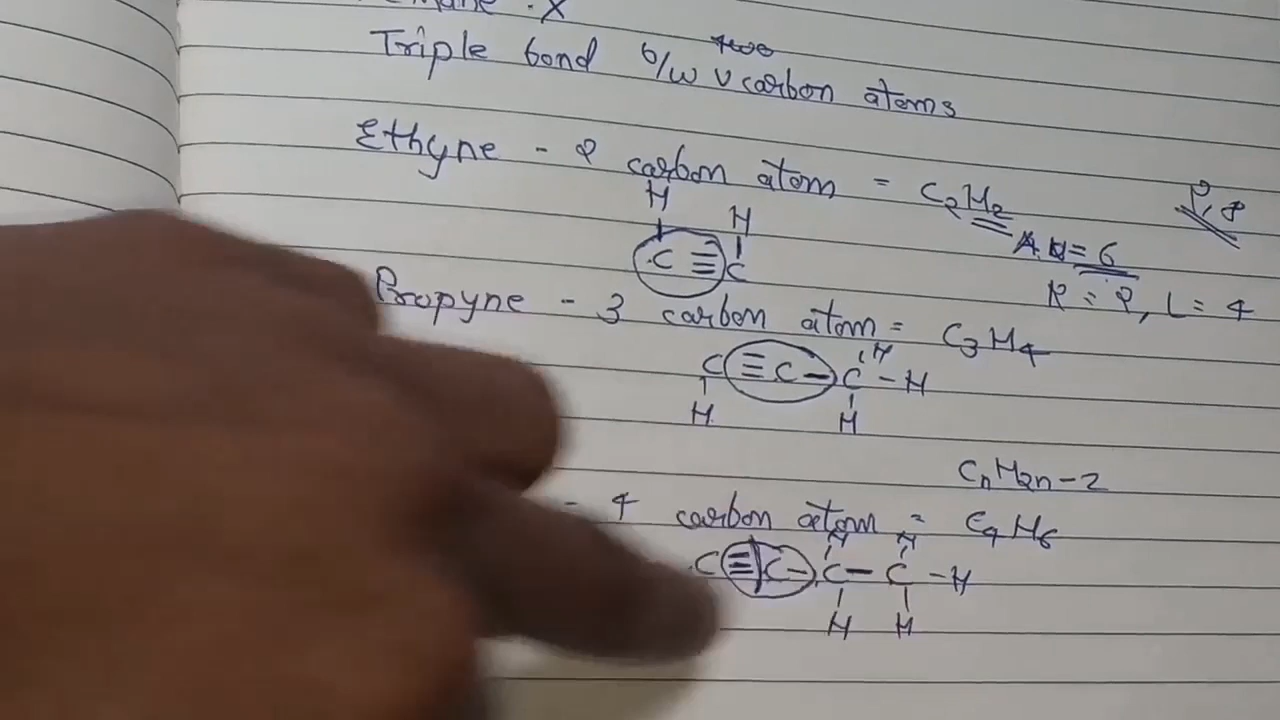 Triple bond b/w two carbon atoms
Ethyne - 2 carbon atom = C2H2
H H
C ≡ C
A.N = 6
K = 2, L = 4
Propyne - 3 carbon atom = C3H4
H
C ≡ C - C - H
H H
CnH2n-2
- 4 carbon atom = C4H6
H H
C ≡ C - C - C - H
H H